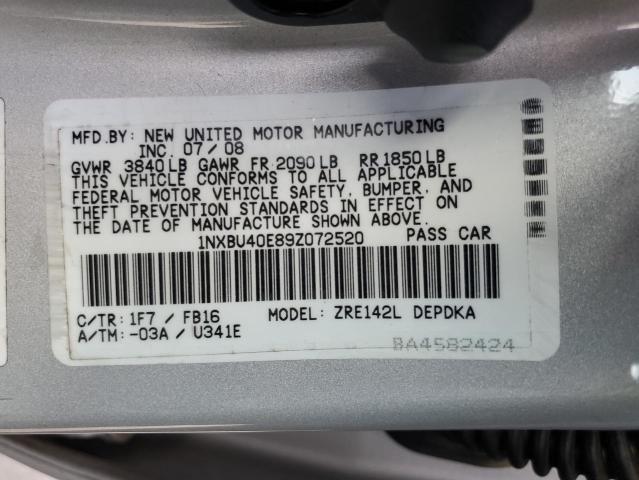 MFD.BY: NEW UNITED MOTOR MANUFACTURING
INC. 07 / 08
GVWR 3840 LB GAWR FR 2090 LB RR 1850 LB
THIS VEHICLE CONFORMS TO ALL APPLICABLE
FEDERAL MOTOR VEHICLE SAFETY, BUMPER, AND
THEFT PREVENTION STANDARDS IN EFFECT ON
THE DATE OF MANUFACTURE SHOWN ABOVE.
1NXBU40E89Z072520 PASS CAR
C/TR: 1F7 / FB16 MODEL: ZRE142L DEPDKA
A/TM: -03A / U341E
BA4582424